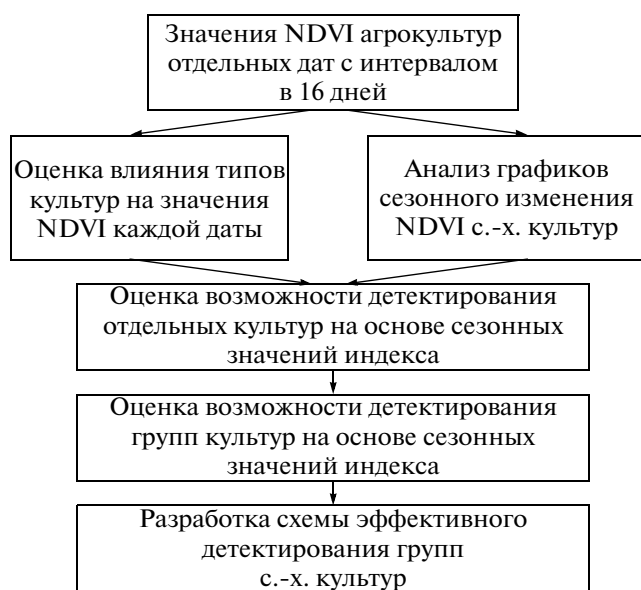 Значения NDVI агрокультур
отдельных дат с интервалом
в 16 дней
Оценка влияния типов
культур на значения
NDVI каждой даты
Анализ графиков
сезонного изменения
NDVI с.-х. культур
Оценка возможности детектирования
отдельных культур на основе сезонных
значений индекса
Оценка возможности детектирования
групп культур на основе сезонных
значений индекса
Разработка схемы эффективного
детектирования групп
с.-х. культур